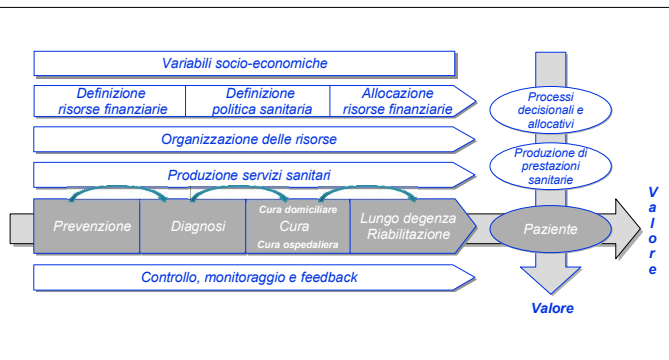 Variabili socio-economiche
Definizione
risorse finanziarie
Definizione
politica sanitaria
Allocazione
risorse finanziarie
Organizzazione delle risorse
Produzione servizi sanitari
Prevenzione
Diagnosi
Cura domiciliare
Cura
Cura ospedaliera
Lungo degenza
Riabilitazione
Controllo, monitoraggio e feedback
Processi
decisionali e
allocativi
Produzione di
prestazioni
sanitarie
Paziente
Valore
Valore